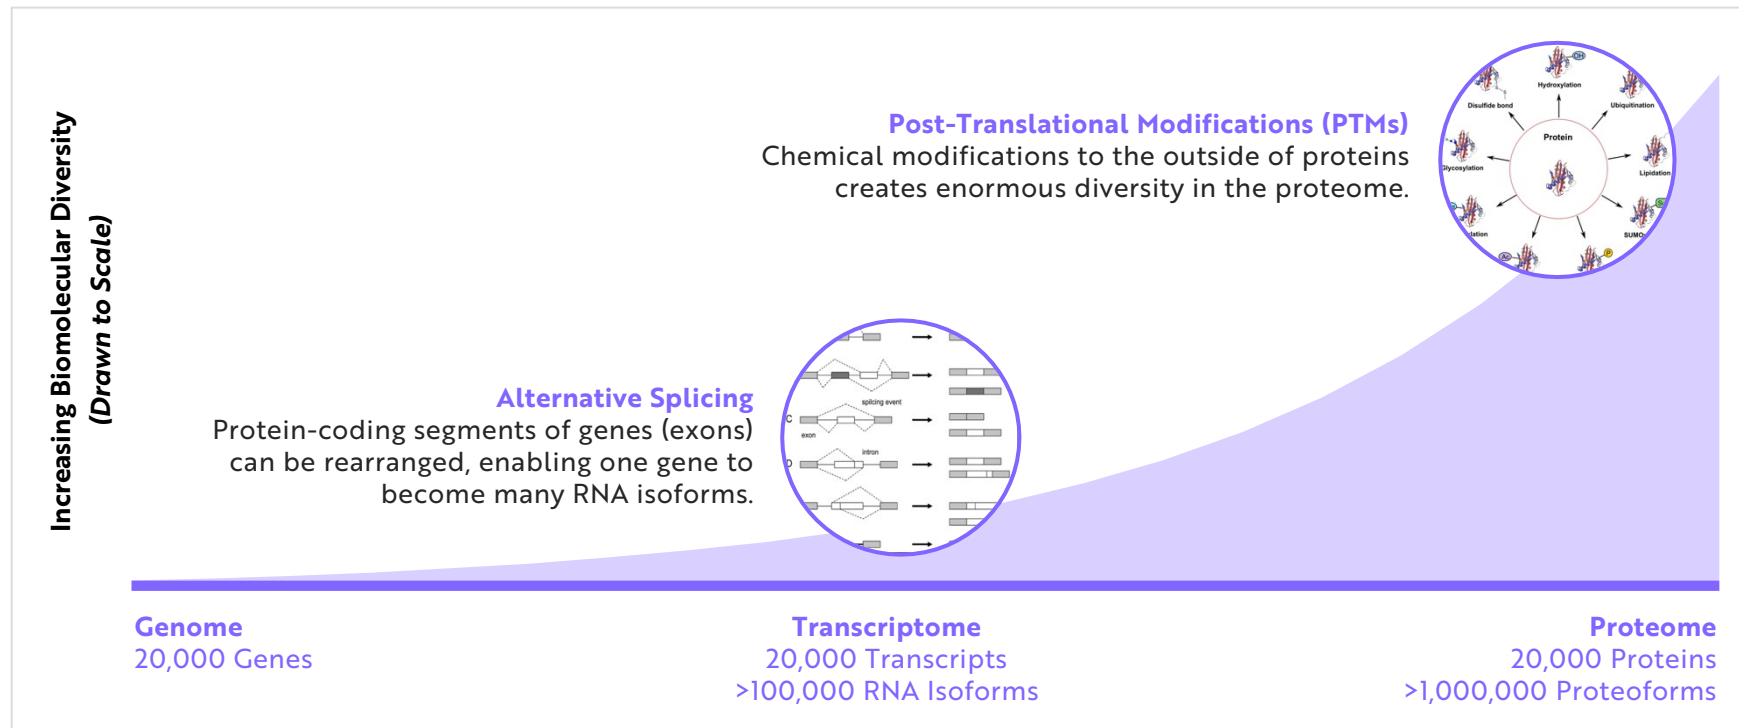 Increasing Biomolecular Diversity
(Drawn to Scale)
Post-Translational Modifications (PTMs)
Chemical modifications to the outside of proteins
creates enormous diversity in the proteome.
Hydroxylation
Disulfide bond
Ubiquitination
Protein
Glycosylation
Lipidation
SUMO
lation
OH
Ac
P
Alternative Splicing
Protein-coding segments of genes (exons)
can be rearranged, enabling one gene to
become many RNA isoforms.
splicing event
C
exon
intron
D
Genome
20,000 Genes
Transcriptome
20,000 Transcripts
>100,000 RNA Isoforms
Proteome
20,000 Proteins
>1,000,000 Proteoforms